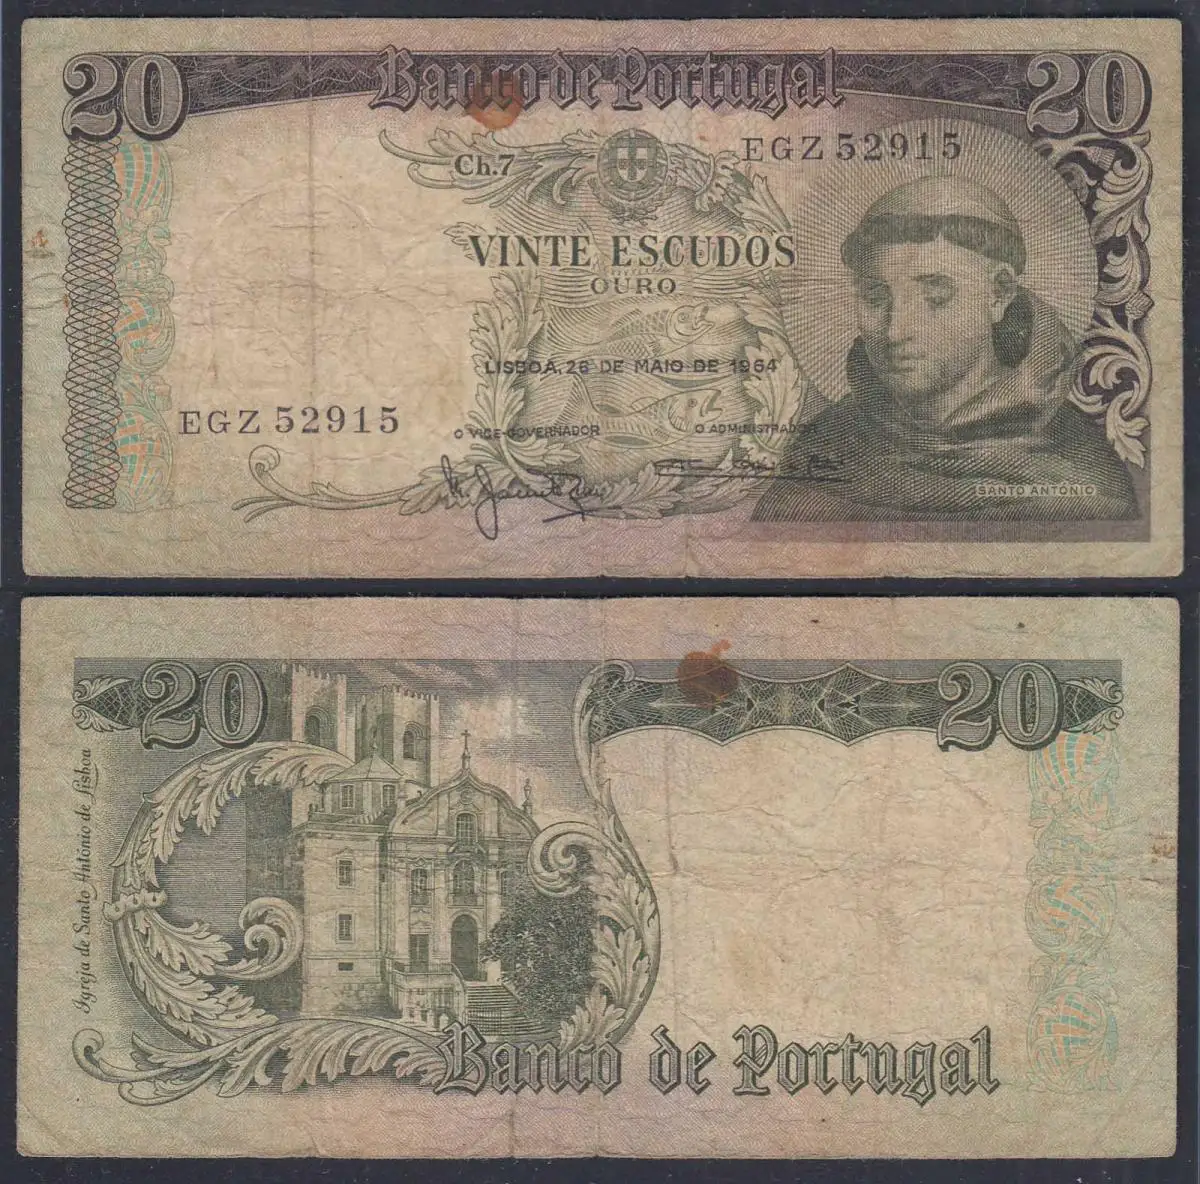 20 Banco de Portugal 20
Ch.7
EGZ 52915
VINTE ESCUDOS
OURO
LISBOA, 26 DE MAIO DE 1964
EGZ 52915
O VICE-GOVERNADOR O ADMINISTRADOR
SANTO ANTÓNIO
20 20
Igreja de Santo António de Lisboa
Banco de Portugal